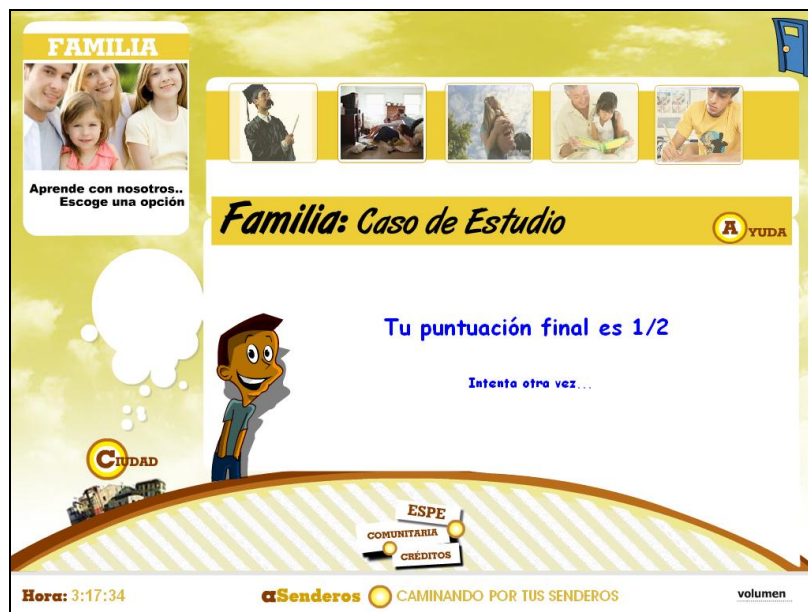 FAMILIA
Aprende con nosotros..
Escoge una opción
Familia: Caso de Estudio
AYUDA
Tu puntuación final es 1/2
Intenta otra vez...
CIUDAD
ESPE
COMUNITARIA
CRÉDITOS
Hora: 3:17:34
aSenderos CAMINANDO POR TUS SENDEROS
volumen